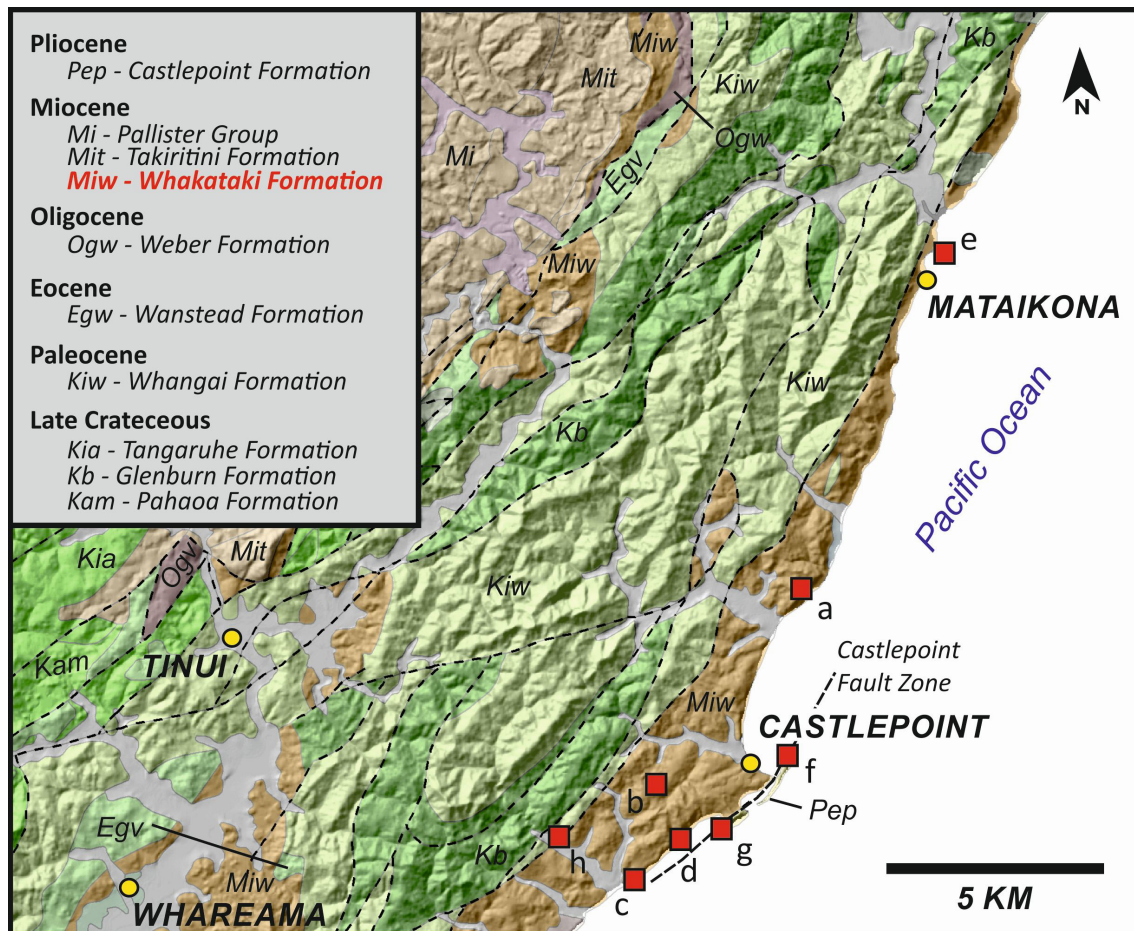 Pliocene
Pep - Castlepoint Formation
Miocene
Mi - Pallister Group
Mit - Takiritini Formation
Miw - Whakataki Formation
Oligocene
Ogw - Weber Formation
Eocene
Egw - Wanstead Formation
Paleocene
Kiw - Whangai Formation
Late Crateceous
Kia - Tangaruhe Formation
Kb - Glenburn Formation
Kam - Pahaoa Formation
Miw
Kb
Mit
Kiw
N
Ogw
Mi
Egv
e
Miw
MATAIKONA
Kiw
Pacific Ocean
Kb
Kia
Ogv
Mit
Kiw
a
Kam
TINUI
Castlepoint
Fault Zone
Miw
CASTLEPOINT
f
b
Pep
Egv
h
Kb
d
g
Miw
c
WHAREAMA
5 KM